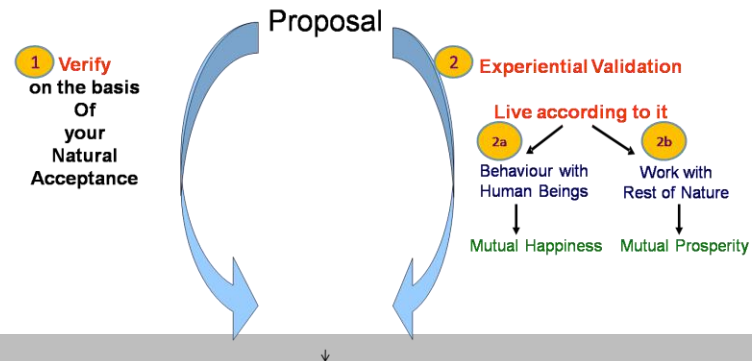 Proposal
1 Verify
on the basis
Of
your
Natural
Acceptance
2 Experiential Validation
Live according to it
2a
2b
Behaviour with
Human Beings
Work with
Rest of Nature
Mutual Happiness
Mutual Prosperity